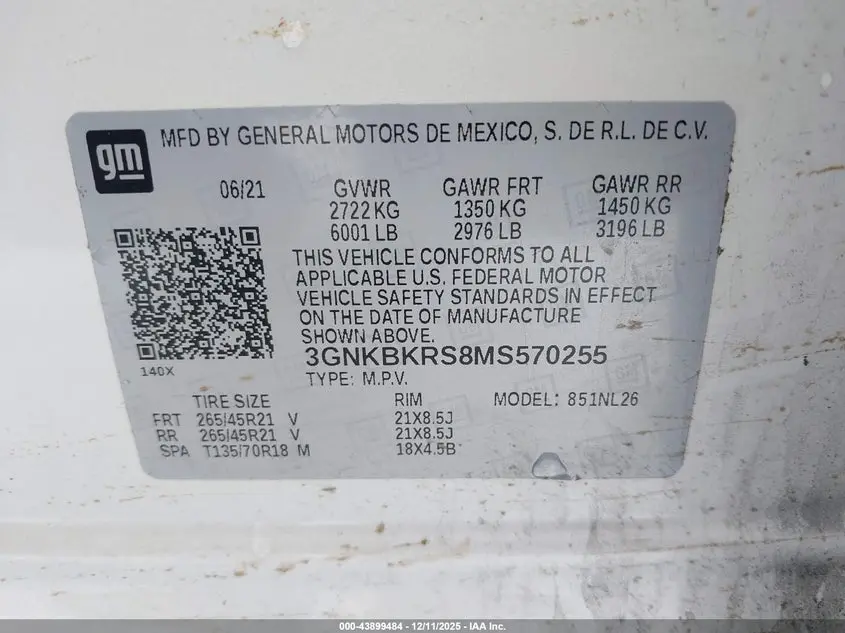 gm
MFD BY GENERAL MOTORS DE MEXICO, S. DE R.L. DE C.V.
06/21 GVWR GAWR FRT GAWR RR
2722 KG 1350 KG 1450 KG
6001 LB 2976 LB 3196 LB
THIS VEHICLE CONFORMS TO ALL
APPLICABLE U.S. FEDERAL MOTOR
VEHICLE SAFETY STANDARDS IN EFFECT
ON THE DATE OF MANUFACTURE
SHOWN ABOVE.
3GNKBKRS8MS570255
140X
TYPE: M.P.V.
TIRE SIZE RIM MODEL: 851NL26
FRT 265/45R21 V 21X8.5J
RR 265/45R21 V 21X8.5J
SPA T135/70R18 M 18X4.5B
000-43899484 - 12/11/2025 - IAA Inc.